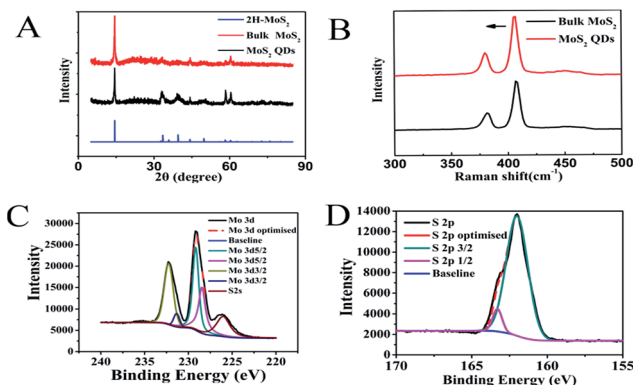 A
2H-MoS₂
Bulk MoS₂
MoS₂ QDs
Intensity
0 30 60 90
2θ (degree)
B
Bulk MoS₂
MoS₂ QDs
Intensity
300 350 400 450 500
Raman shift(cm⁻¹)
C
30000
25000
20000
15000
10000
5000
0
Intensity
Mo 3d
Mo 3d optimised
Baseline
Mo 3d5/2
Mo 3d5/2
Mo 3d3/2
Mo 3d3/2
S2s
240 235 230 225 220
Binding Energy (eV)
D
14000
12000
10000
8000
6000
4000
2000
0
Intensity
S 2p
S 2p optimised
S 2p 3/2
S 2p 1/2
Baseline
170 165 160 155
Binding Energy (eV)